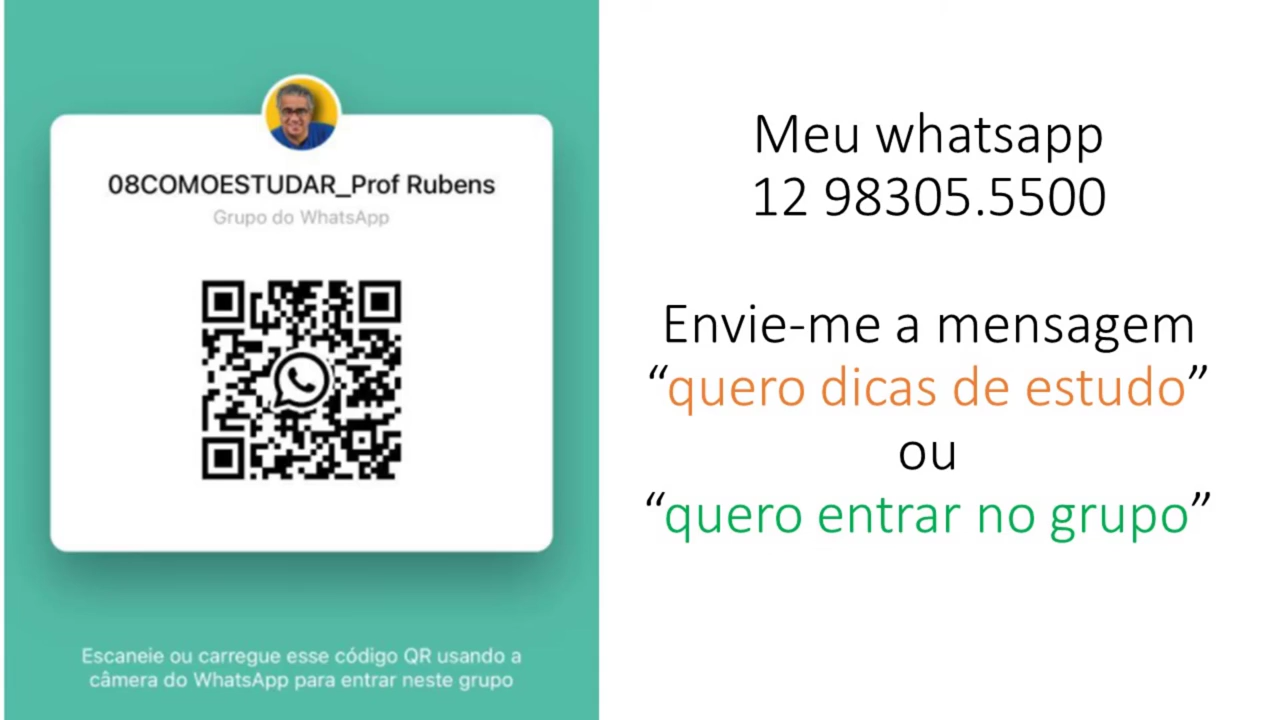 08COMOESTUDAR_Prof Rubens
Grupo do WhatsApp
Escaneie ou carregue esse código QR usando a
câmera do WhatsApp para entrar neste grupo
Meu whatsapp
12 98305.5500
Envie-me a mensagem
“quero dicas de estudo”
ou
“quero entrar no grupo”